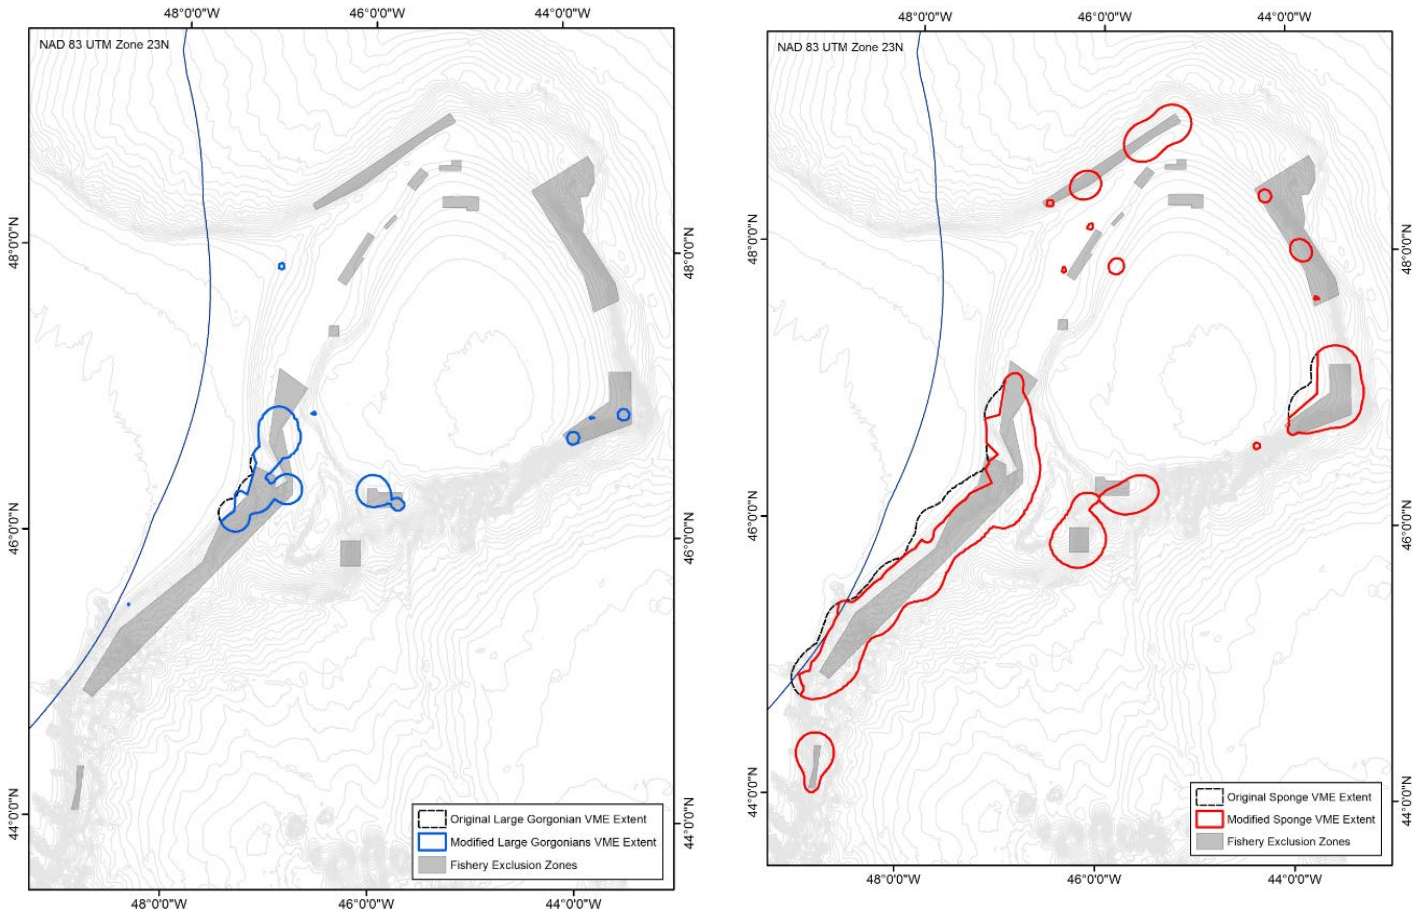 48°0'0"W 46°0'0"W 44°0'0"W
NAD 83 UTM Zone 23N
48°0'0"N
48°0'0"N
46°0'0"N
46°0'0"N
44°0'0"N
44°0'0"N
Original Large Gorgonian VME Extent
Modified Large Gorgonians VME Extent
Fishery Exclusion Zones
48°0'0"W 46°0'0"W 44°0'0"W
48°0'0"W 46°0'0"W 44°0'0"W
NAD 83 UTM Zone 23N
48°0'0"N
48°0'0"N
46°0'0"N
46°0'0"N
44°0'0"N
44°0'0"N
Original Sponge VME Extent
Modified Sponge VME Extent
Fishery Exclusion Zones
48°0'0"W 46°0'0"W 44°0'0"W